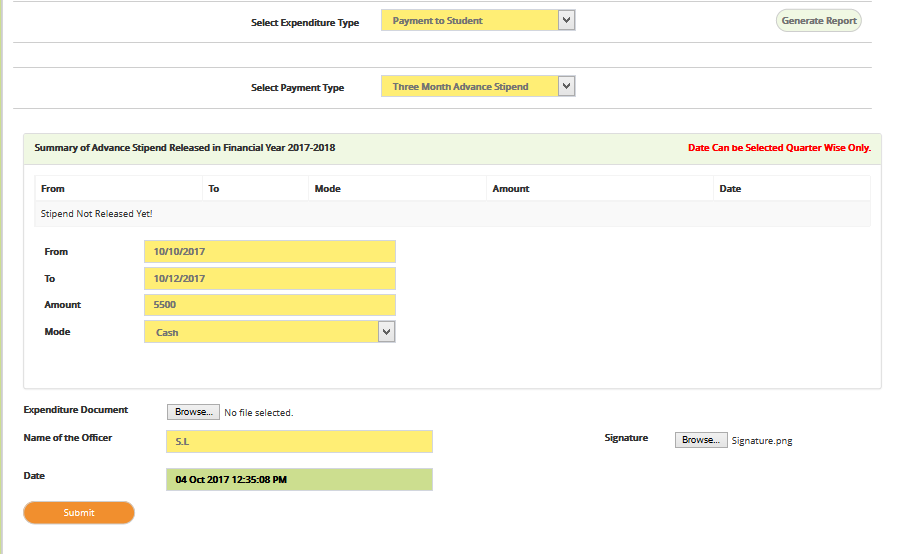 Select Expenditure Type Payment to Student Generate Report
Select Payment Type Three Month Advance Stipend
Summary of Advance Stipend Released in Financial Year 2017-2018 Date Can be Selected Quarter Wise Only.
From To Mode Amount Date
Stipend Not Released Yet!
From 10/10/2017
To 10/12/2017
Amount 5500
Mode Cash
Expenditure Document Browse... No file selected.
Name of the Officer S.L Signature Browse... Signature.png
Date 04 Oct 2017 12:35:08 PM
Submit